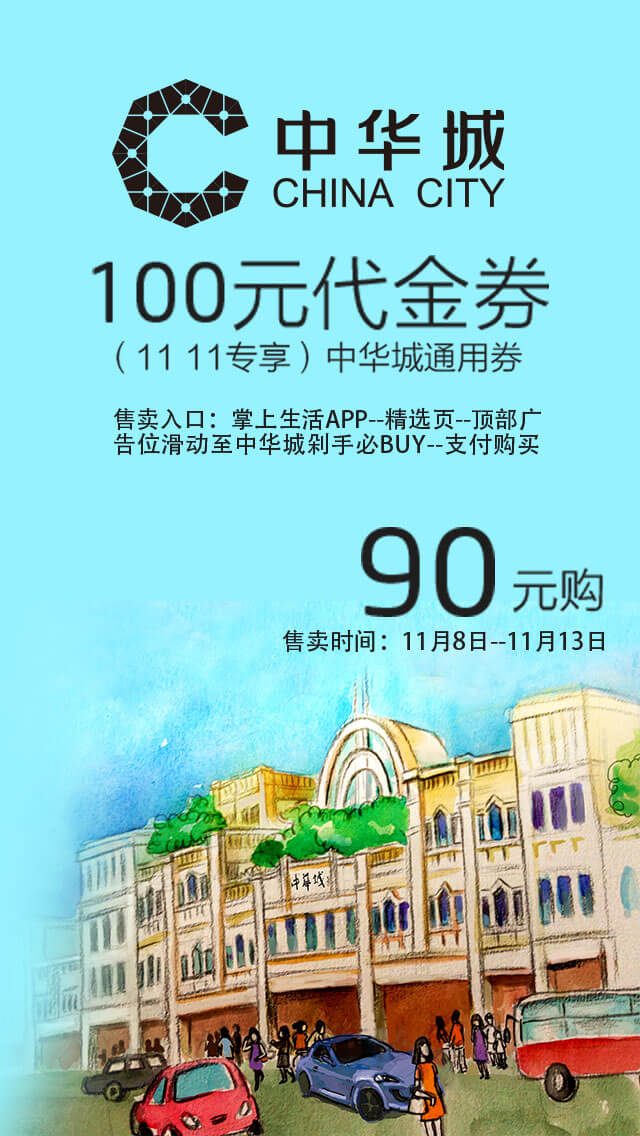 中华城
CHINA CITY
100元代金券
（11 11专享）中华城通用券
售卖入口：掌上生活APP--精选页--顶部广
告位滑动至中华城剁手必BUY--支付购买
90元购
售卖时间：11月8日--11月13日
中华城